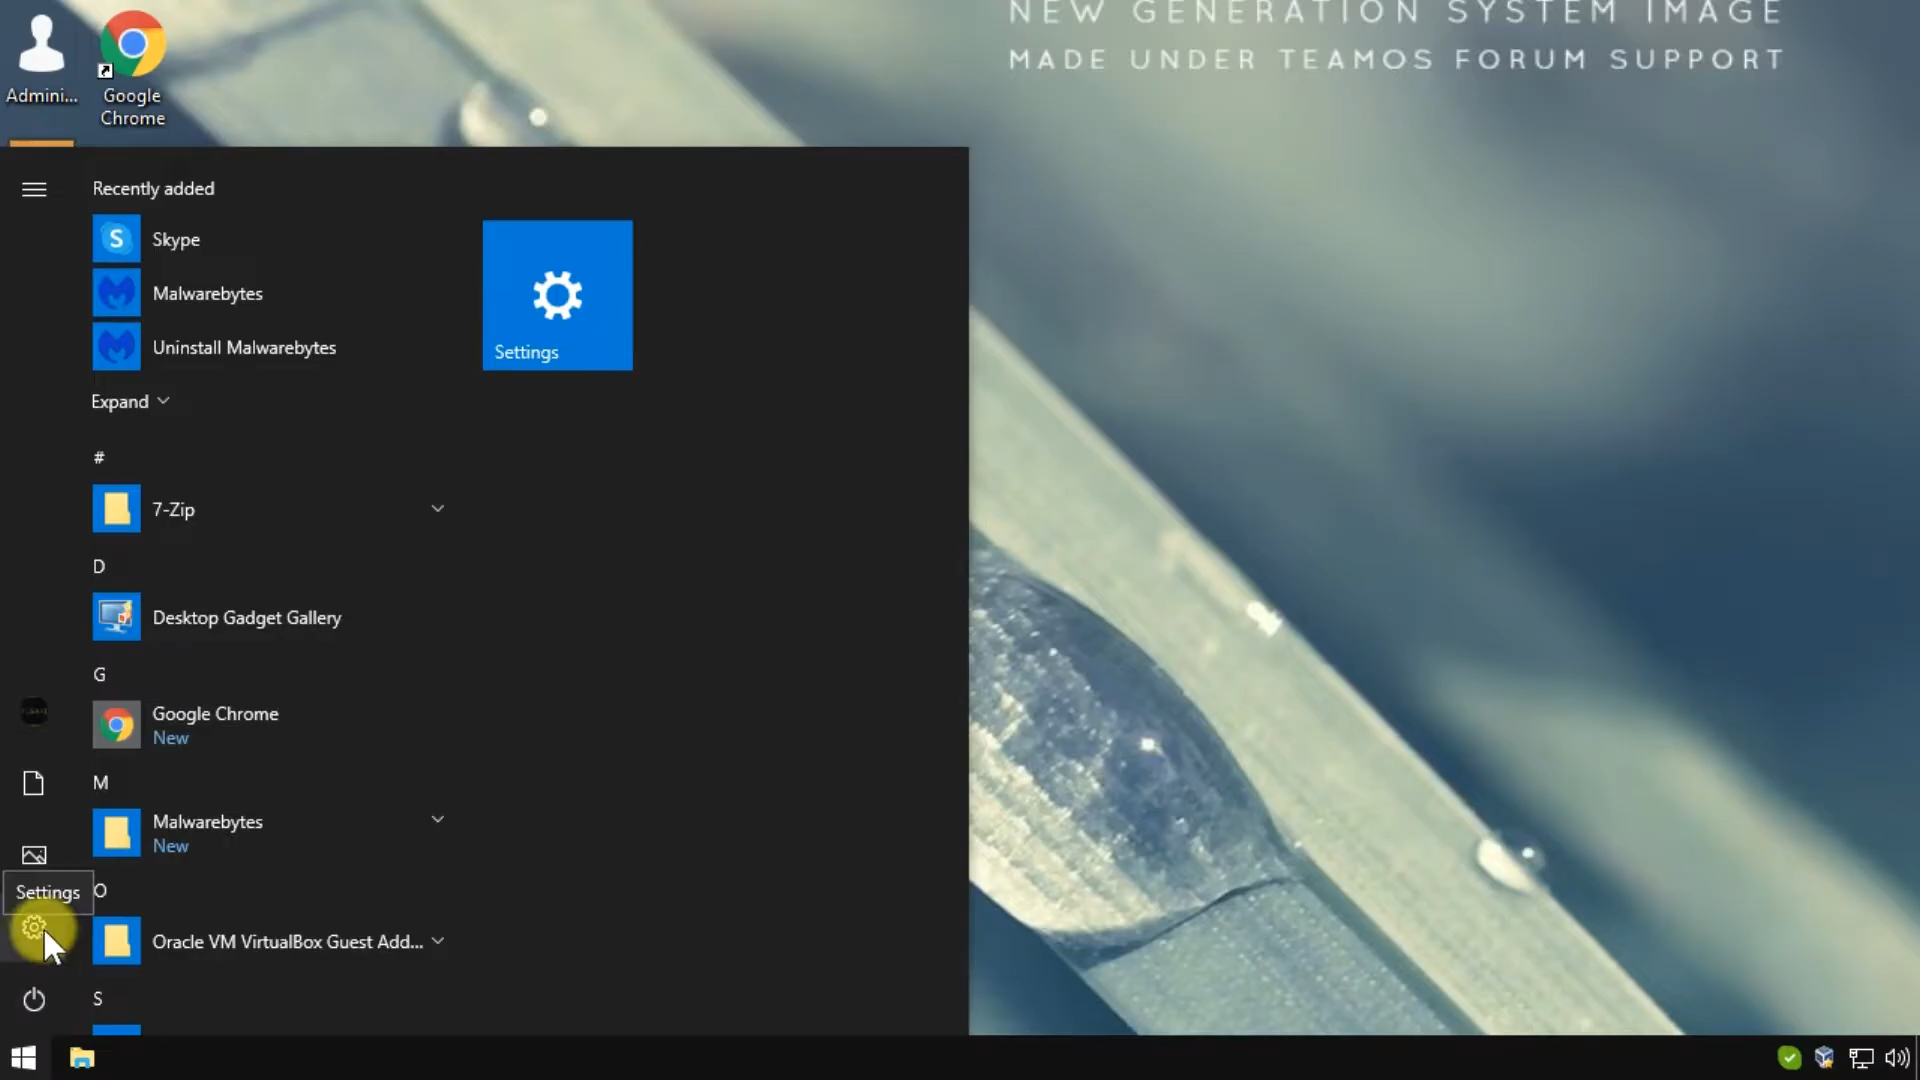 NEW GENERATION SYSTEM IMAGE
MADE UNDER TEAMOS FORUM SUPPORT
Admini...
Google
Chrome
Recently added
Skype
Malwarebytes
Uninstall Malwarebytes
Settings
Expand
#
7-Zip
D
Desktop Gadget Gallery
G
Google Chrome
New
M
Malwarebytes
New
Settings
O
Oracle VM VirtualBox Guest Add...
S